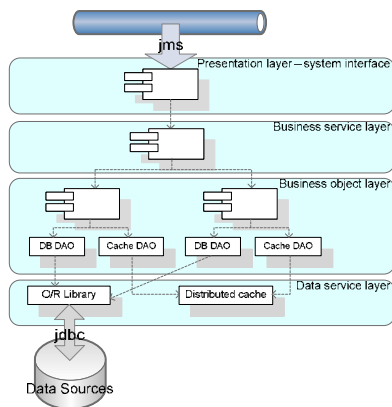 jms
Presentation layer – system interface
Business service layer
Business object layer
DB DAO
Cache DAO
DB DAO
Cache DAO
Data service layer
O/R Library
Distributed cache
jdbc
Data Sources